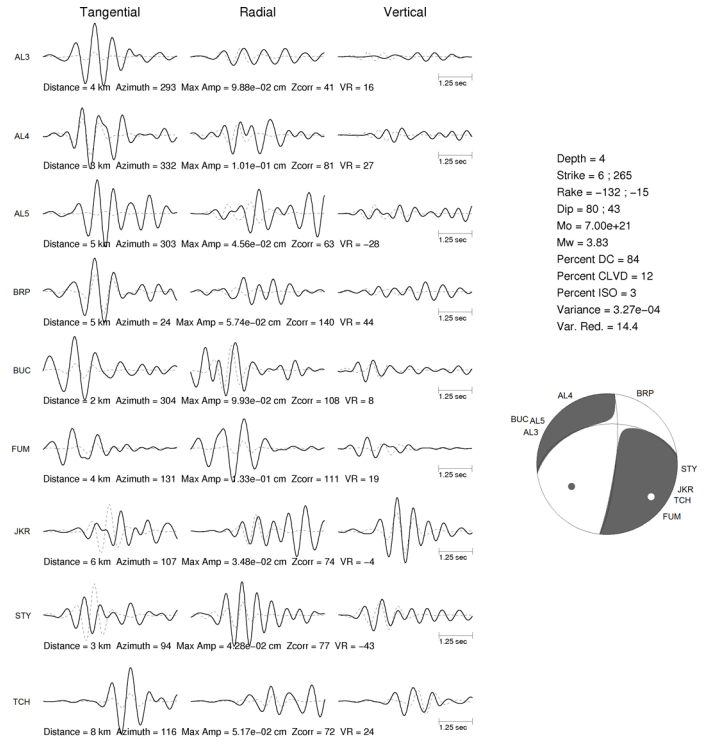 Tangential Radial Vertical
AL3
1.25 sec
Distance = 4 km Azimuth = 293 Max Amp = 9.88e−02 cm Zcorr = 41 VR = 16
AL4
1.25 sec
Distance = 3 km Azimuth = 332 Max Amp = 1.01e−01 cm Zcorr = 81 VR = 27
AL5
1.25 sec
Distance = 5 km Azimuth = 303 Max Amp = 4.56e−02 cm Zcorr = 63 VR = −28
BRP
1.25 sec
Distance = 5 km Azimuth = 24 Max Amp = 5.74e−02 cm Zcorr = 140 VR = 44
BUC
1.25 sec
Distance = 2 km Azimuth = 304 Max Amp = 9.93e−02 cm Zcorr = 108 VR = 8
FUM
1.25 sec
Distance = 4 km Azimuth = 131 Max Amp = 1.33e−01 cm Zcorr = 111 VR = 19
JKR
1.25 sec
Distance = 6 km Azimuth = 107 Max Amp = 3.48e−02 cm Zcorr = 74 VR = −4
STY
1.25 sec
Distance = 3 km Azimuth = 94 Max Amp = 4.28e−02 cm Zcorr = 77 VR = −43
TCH
1.25 sec
Distance = 8 km Azimuth = 116 Max Amp = 5.17e−02 cm Zcorr = 72 VR = 24
Depth = 4
Strike = 6 ; 265
Rake = −132 ; −15
Dip = 80 ; 43
Mo = 7.00e+21
Mw = 3.83
Percent DC = 84
Percent CLVD = 12
Percent ISO = 3
Variance = 3.27e−04
Var. Red. = 14.4
AL4
BRP
BUC AL5
AL3
STY
JKR
TCH
FUM